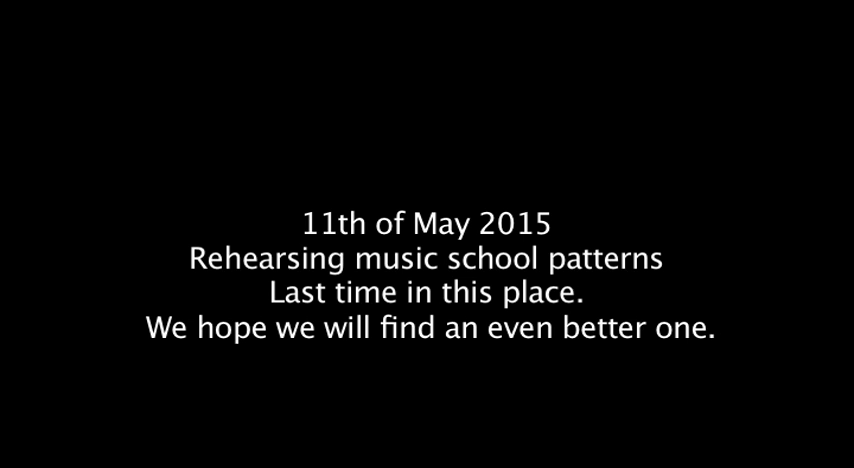 11th of May 2015
Rehearsing music school patterns
Last time in this place.
We hope we will find an even better one.